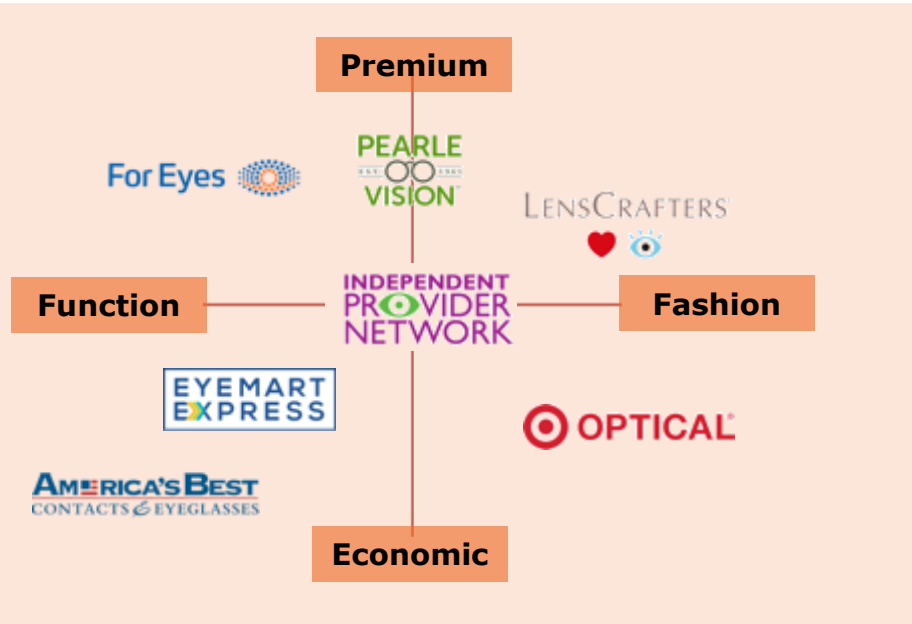 Premium
PEARLE
EST. 1961
VISION™
For Eyes
LENSCRAFTERS®
Function
INDEPENDENT
PROVIDER
NETWORK
Fashion
EYEMART
EXPRESS
OPTICAL®
AMERICA'S BEST
CONTACTS & EYEGLASSES
Economic